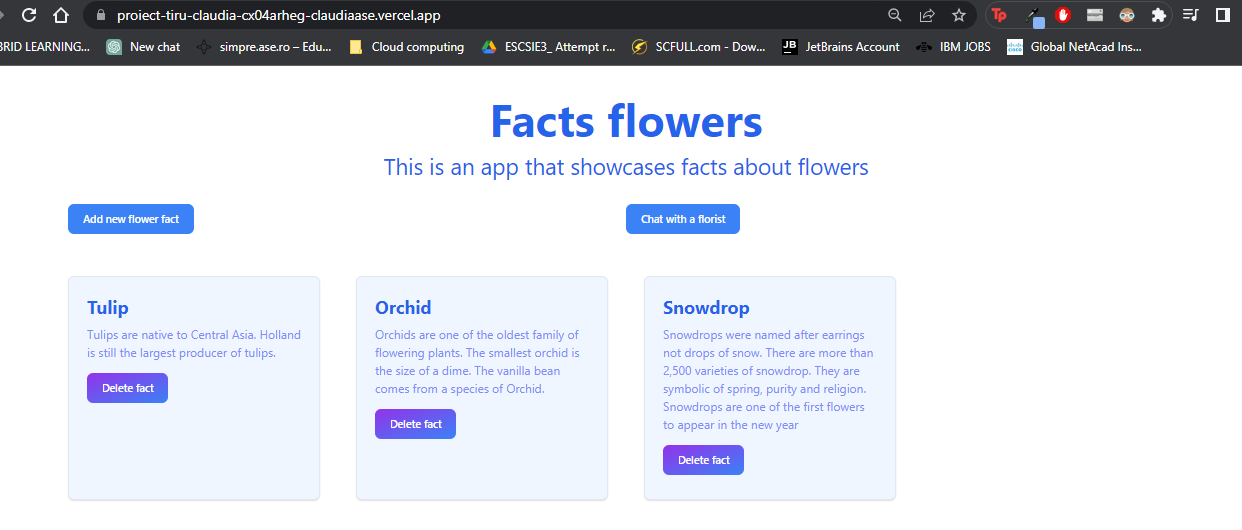 proiect-tiru-claudia-cx04arheg-claudiaase.vercel.app
Tp
BRID LEARNING... New chat simpre.ase.ro – Edu... Cloud computing ESCSIE3_ Attempt r... SCFULL.com - Dow... JB JetBrains Account IBM JOBS Global NetAcad Ins...
Facts flowers
This is an app that showcases facts about flowers
Add new flower fact
Chat with a florist
Tulip
Tulips are native to Central Asia. Holland
is still the largest producer of tulips.
Delete fact
Orchid
Orchids are one of the oldest family of
flowering plants. The smallest orchid is
the size of a dime. The vanilla bean
comes from a species of Orchid.
Delete fact
Snowdrop
Snowdrops were named after earrings
not drops of snow. There are more than
2,500 varieties of snowdrop. They are
symbolic of spring, purity and religion.
Snowdrops are one of the first flowers
to appear in the new year
Delete fact